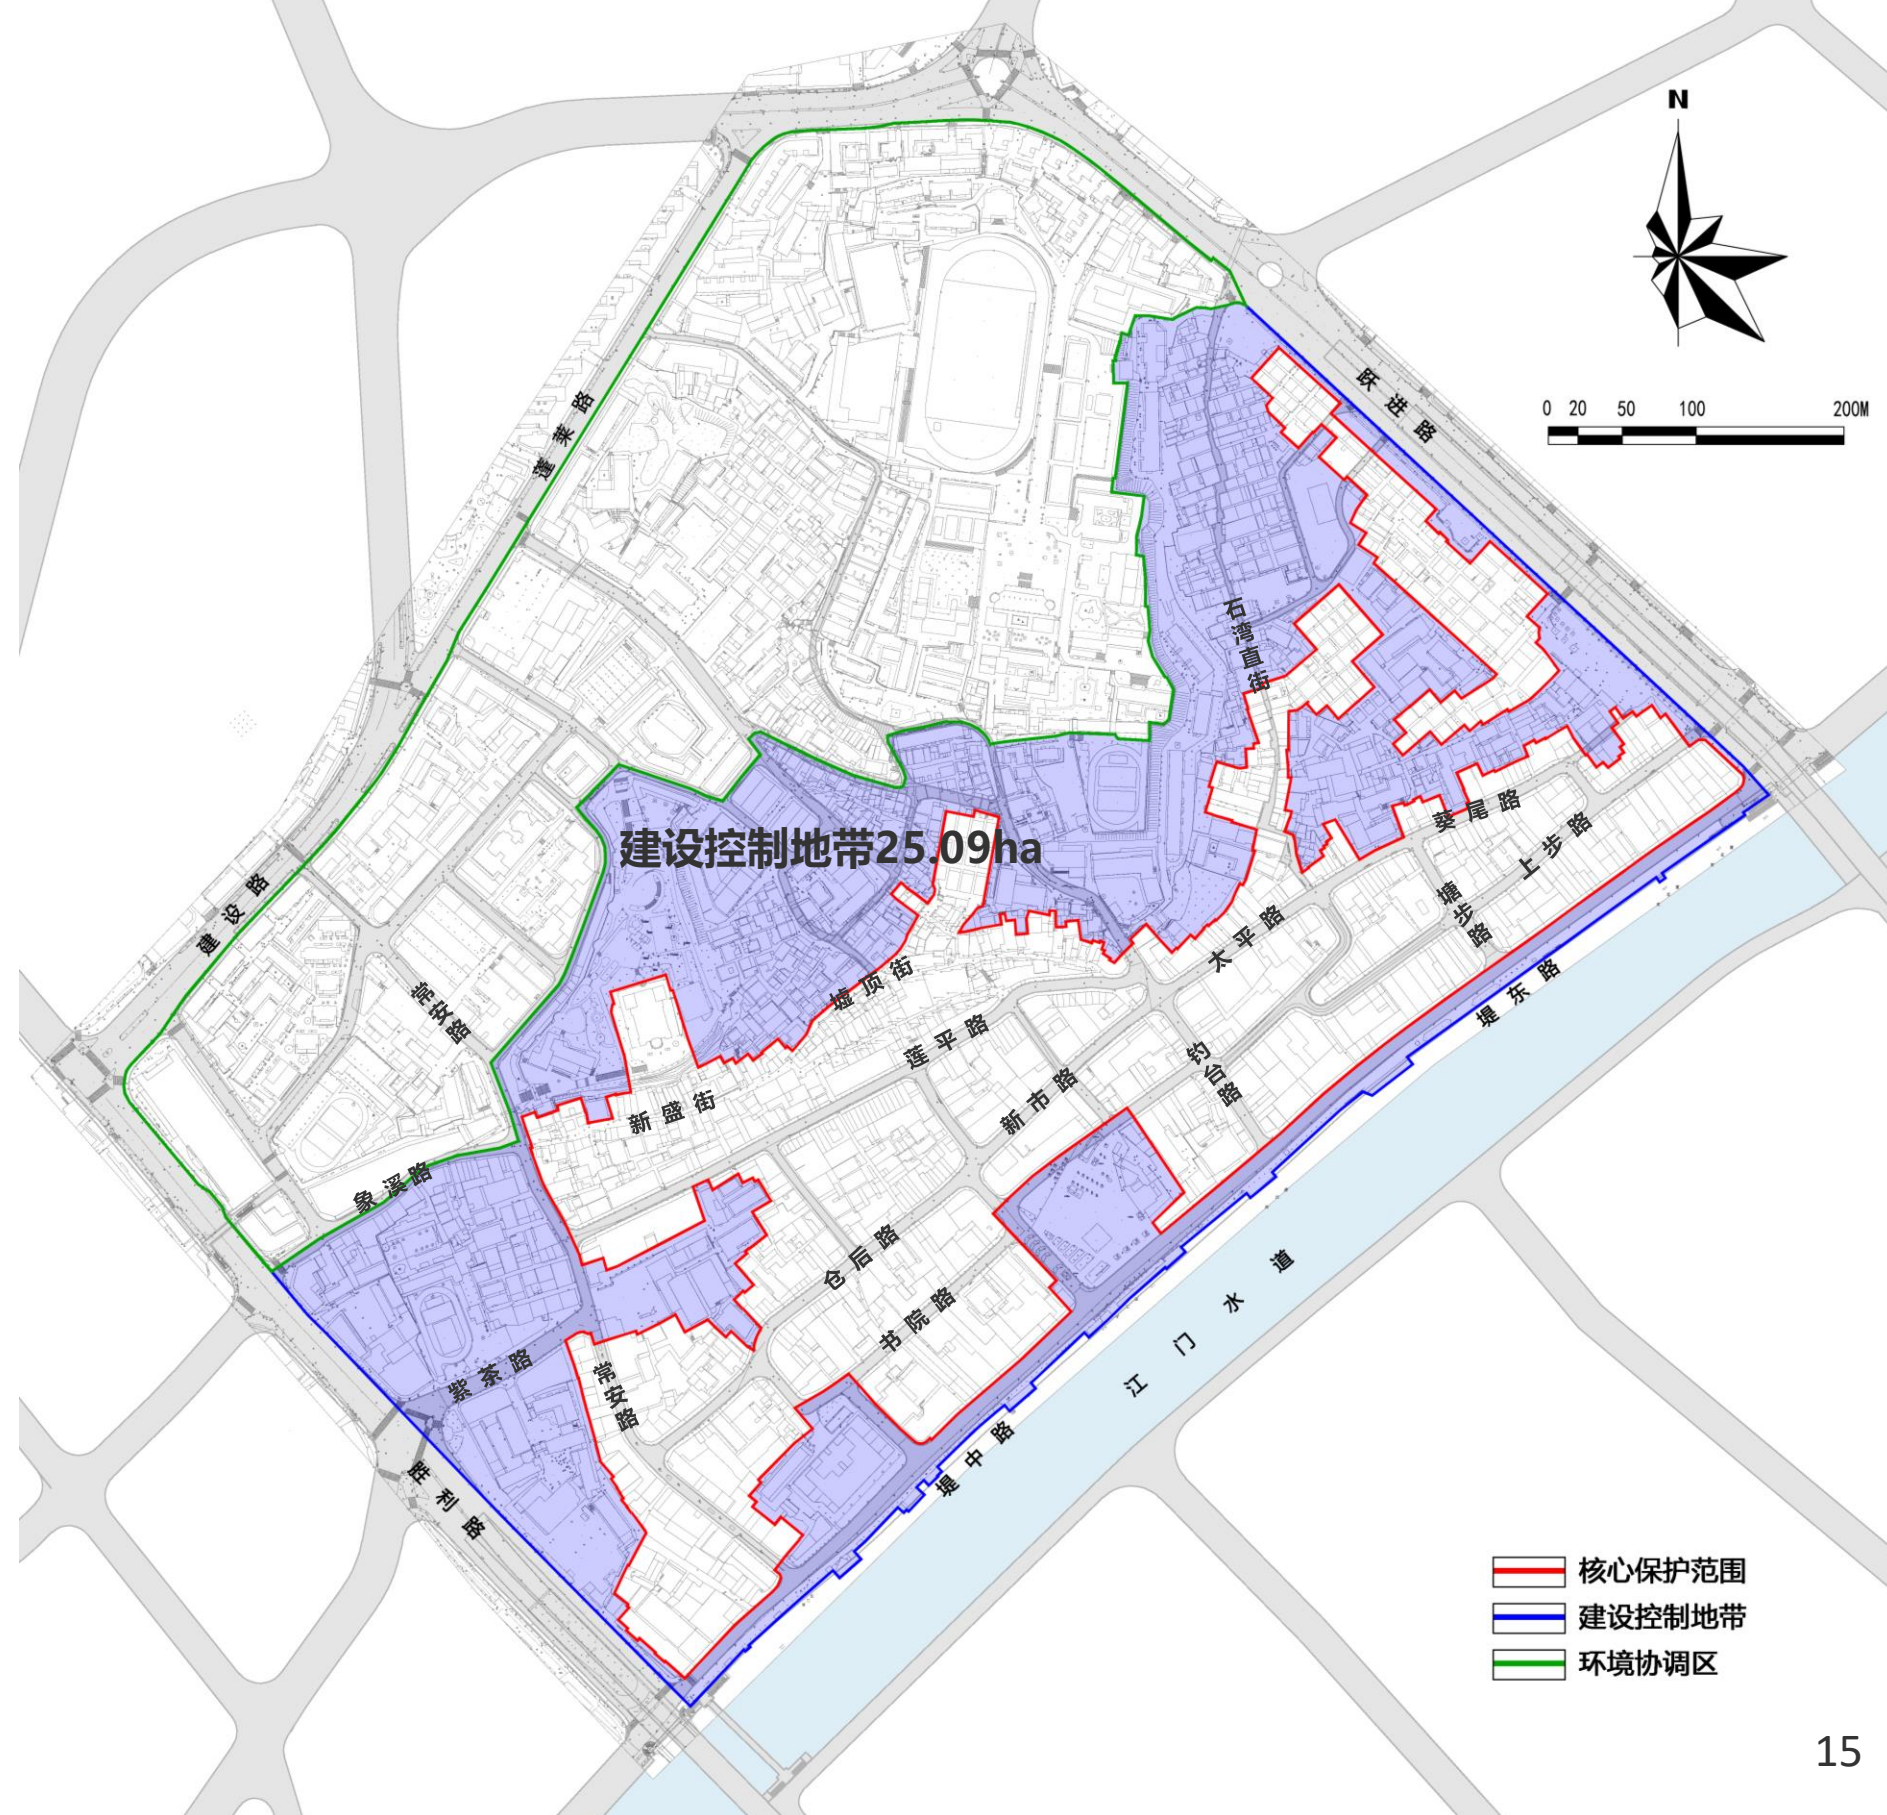 N
0 20 50 100 200M
跃进路
蓬莱路
石湾直街
建设控制地带25.09ha
葵尾路
上步路
塘步路
建设路
太平路
墟顶街
常安路
堤东路
莲平路
钓台路
新市路
新盛街
象溪路
仓后路
书院路
江门水道
紫茶路
常安路
堤中路
胜利路
核心保护范围
建设控制地带
环境协调区
15